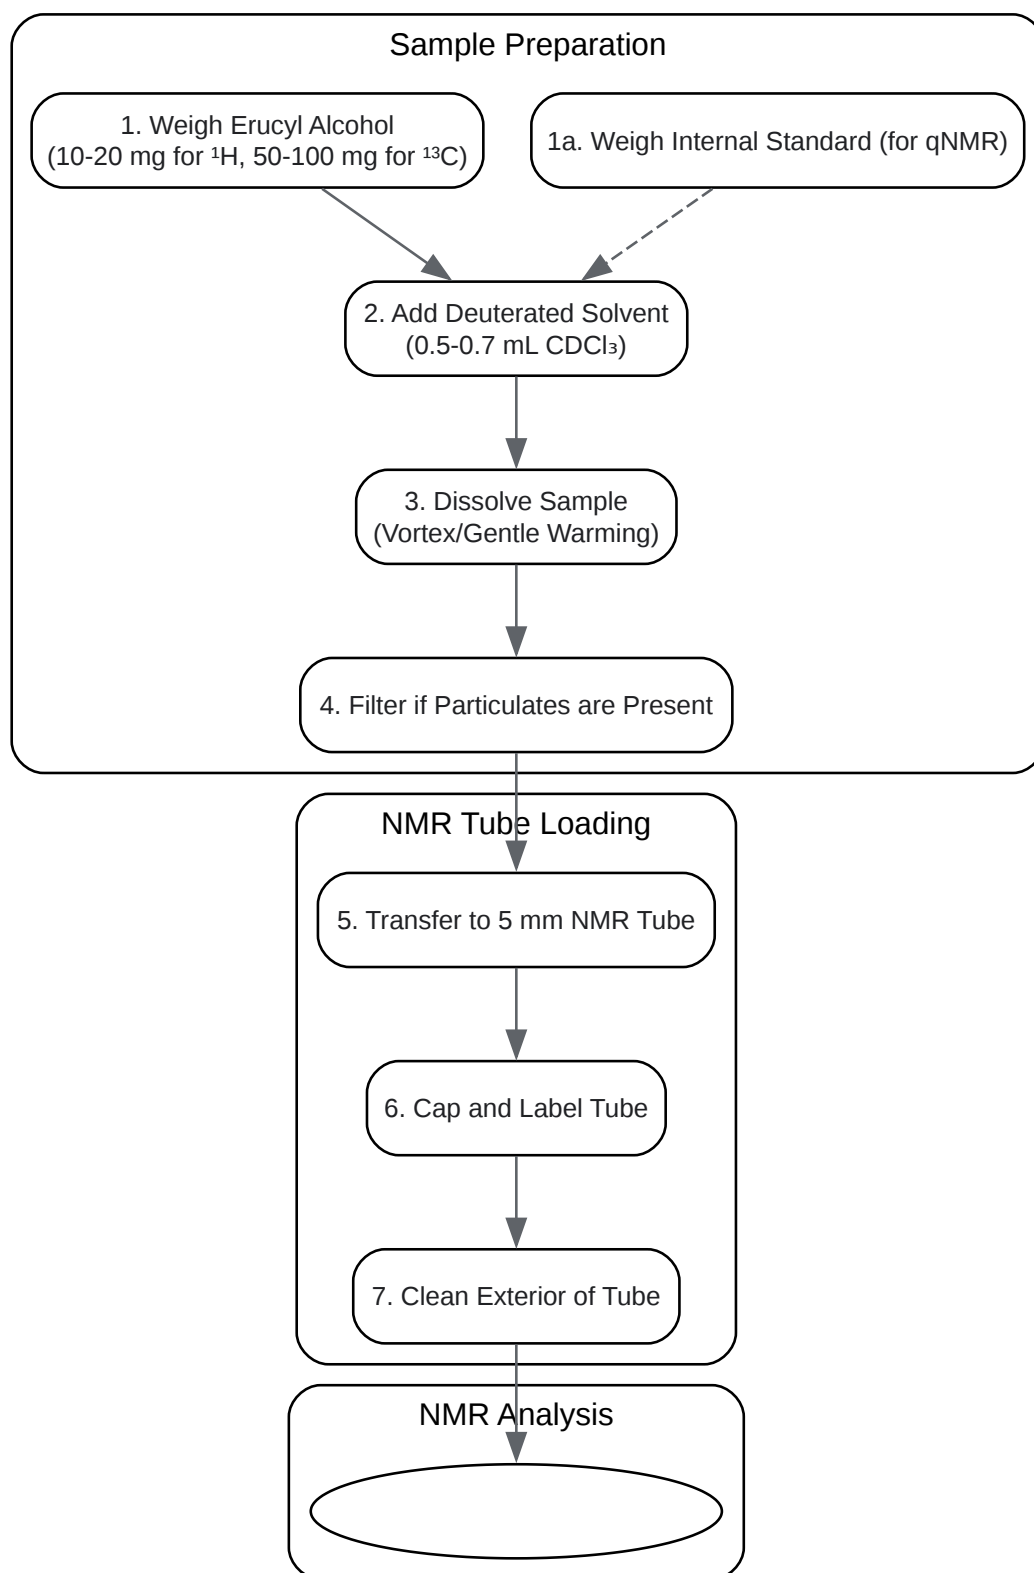 Sample Preparation
1. Weigh Erucyl Alcohol
(10-20 mg for ¹H, 50-100 mg for ¹³C)
1a. Weigh Internal Standard (for qNMR)
2. Add Deuterated Solvent
(0.5-0.7 mL CDCl₃)
3. Dissolve Sample
(Vortex/Gentle Warming)
4. Filter if Particulates are Present
NMR Tube Loading
5. Transfer to 5 mm NMR Tube
6. Cap and Label Tube
7. Clean Exterior of Tube
NMR Analysis